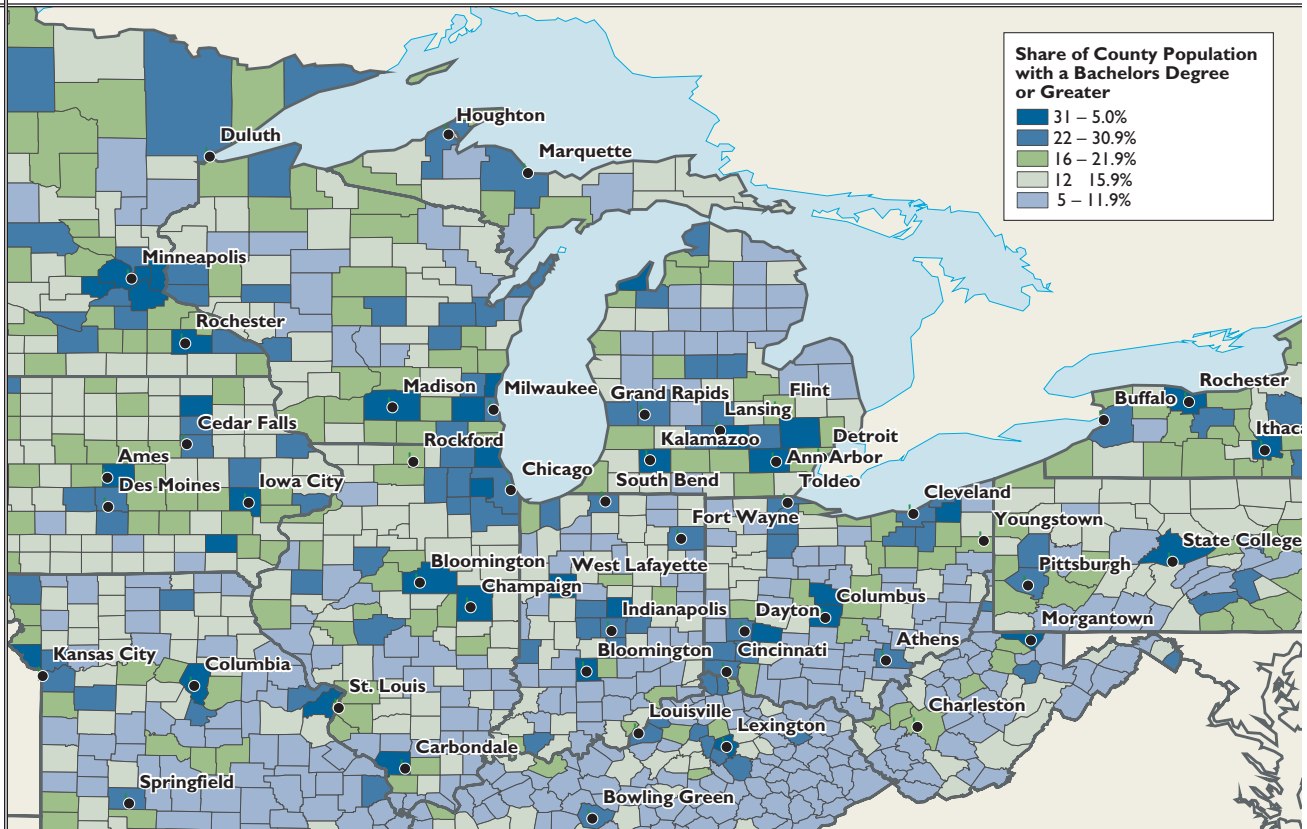 Share of County Population
with a Bachelors Degree
or Greater
31 – 5.0%
22 – 30.9%
16 – 21.9%
12 15.9%
5 – 11.9%
Houghton
Duluth
Marquette
Minneapolis
Rochester
Madison
Milwaukee
Grand Rapids
Flint
Lansing
Rochester
Buffalo
Cedar Falls
Rockford
Kalamazoo
Detroit
Ithaca
Ames
Ann Arbor
Des Moines
Iowa City
Chicago
South Bend
Toldeo
Cleveland
Fort Wayne
Youngstown
State College
Bloomington
West Lafayette
Pittsburgh
Champaign
Indianapolis
Dayton
Columbus
Morgantown
Kansas City
Columbia
Bloomington
Cincinnati
Athens
St. Louis
Louisville
Lexington
Charleston
Carbondale
Springfield
Bowling Green